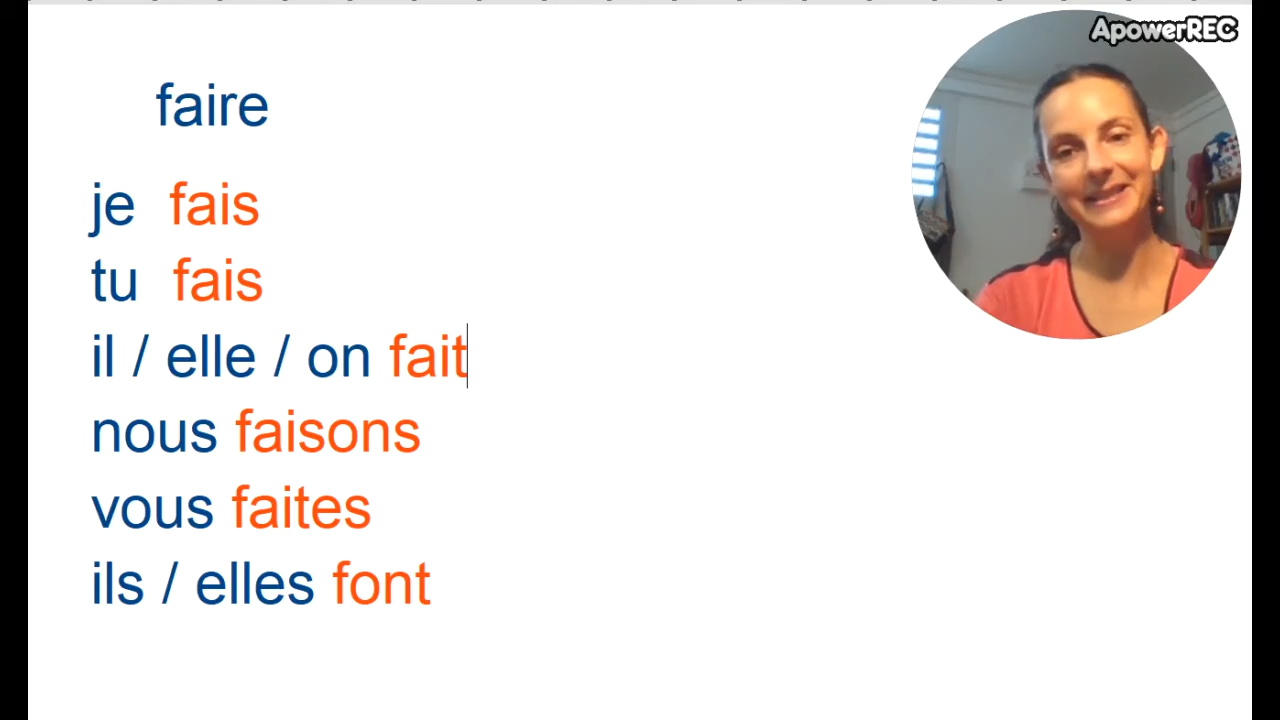 ApowerREC
faire
je fais
tu fais
il / elle / on fait
nous faisons
vous faites
ils / elles font